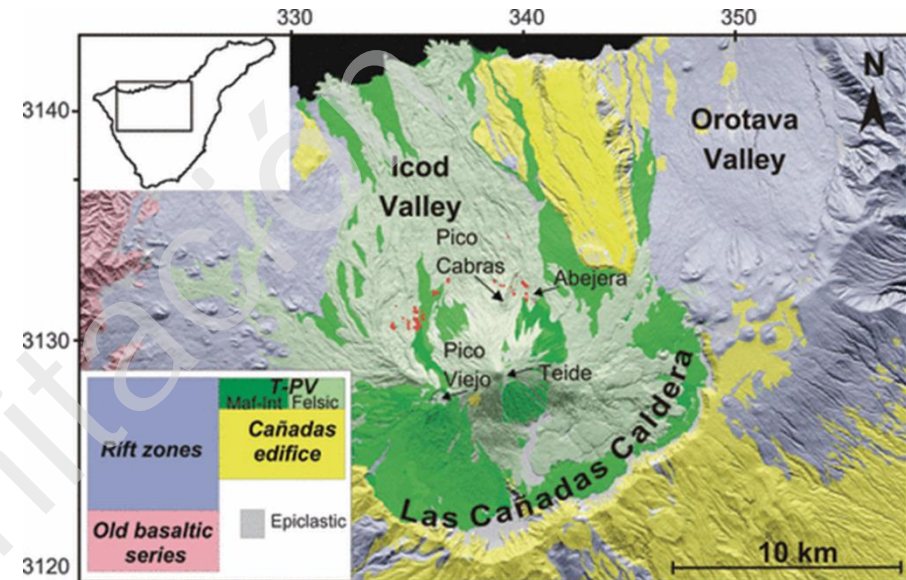 330
340
350
3140
3130
3120
N
Orotava
Valley
Icod
Valley
Pico
Cabras
Abejera
Pico
Viejo
Teide
Las Cañadas Caldera
T-PV
Maf-Int Felsic
Rift zones
Cañadas
edifice
Old basaltic
series
Epiclastic
10 km